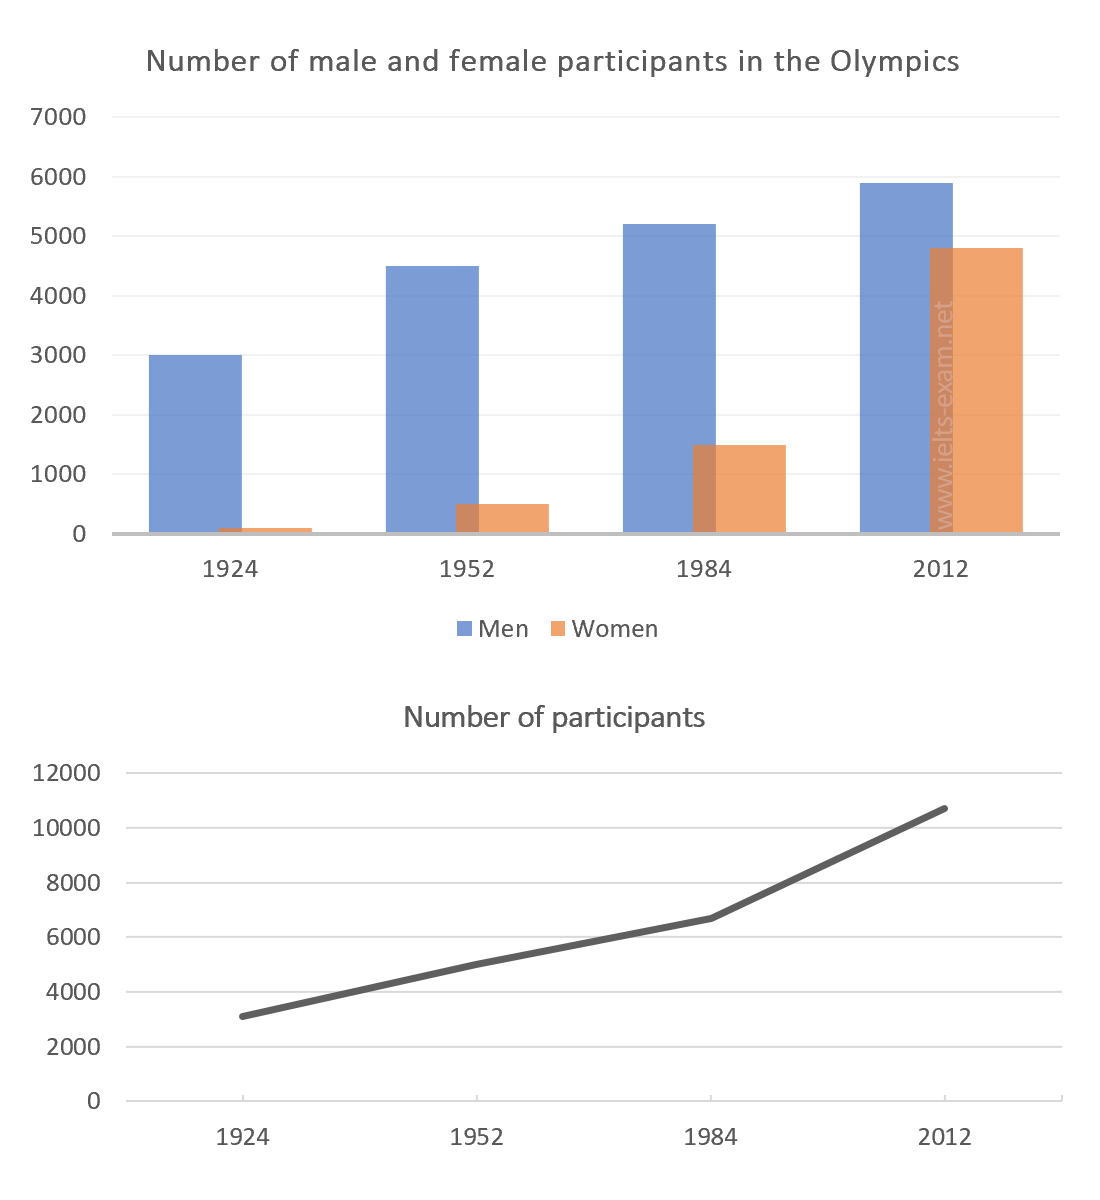 Number of male and female participants in the Olympics
7000
6000
5000
4000
3000
2000
1000
0
www.ielts-exam.net
1924 1952 1984 2012
Men Women
Number of participants
12000
10000
8000
6000
4000
2000
0
1924 1952 1984 2012